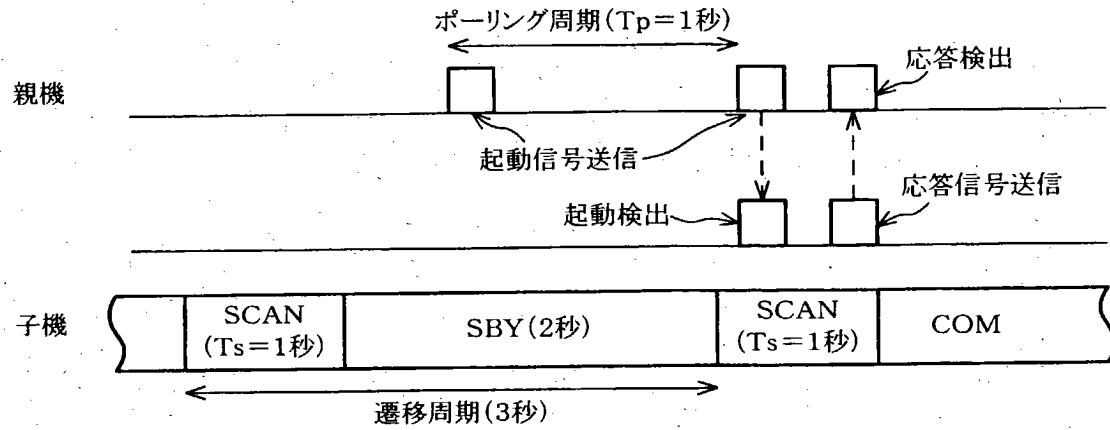 ポーリング周期(Tp=1秒)
親機
応答検出
起動信号送信
起動検出
応答信号送信
子機
SCAN
(Ts=1秒)
SBY(2秒)
SCAN
(Ts=1秒)
COM
遷移周期(3秒)